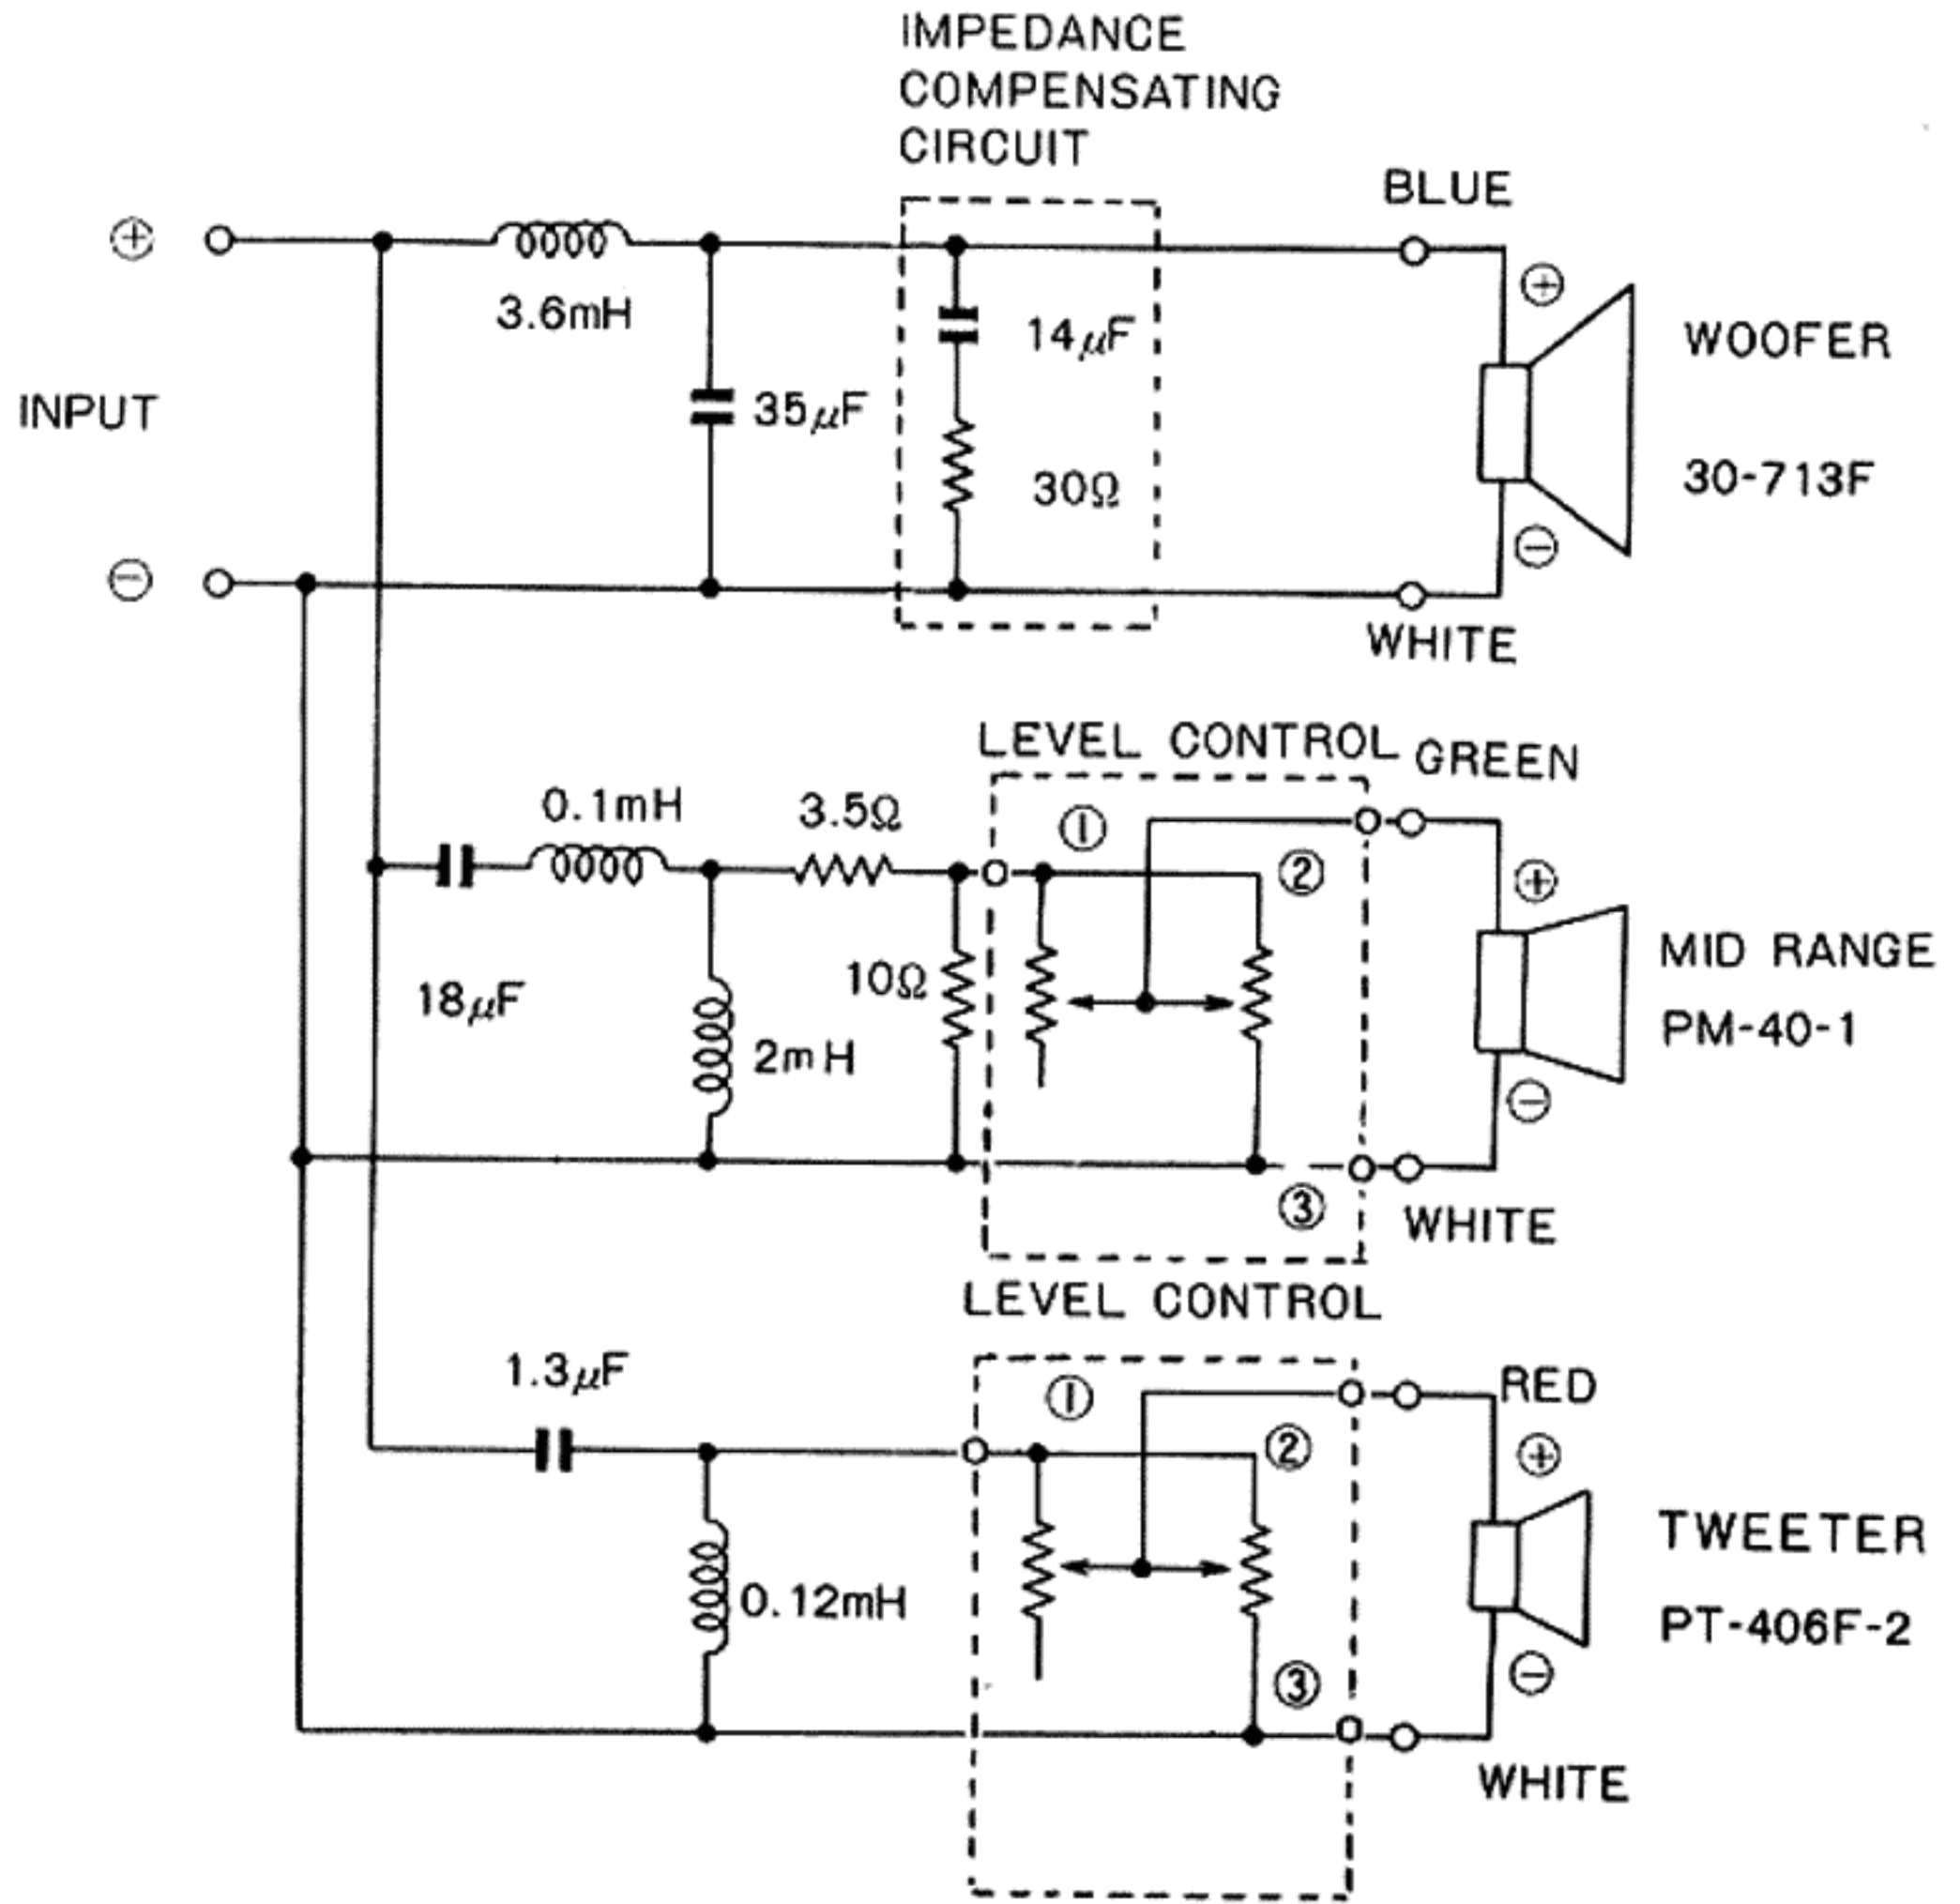 IMPEDANCE
COMPENSATING
CIRCUIT
BLUE
⊕
3.6mH
14μF
⊕
WOOFER
INPUT
35μF
30Ω
30-713F
⊖
⊖
WHITE
LEVEL CONTROL
GREEN
0.1mH
3.5Ω
①
②
⊕
18μF
10Ω
2mH
MID RANGE
PM-40-1
⊖
③
WHITE
LEVEL CONTROL
1.3μF
①
RED
②
⊕
0.12mH
TWEETER
PT-406F-2
③
⊖
WHITE